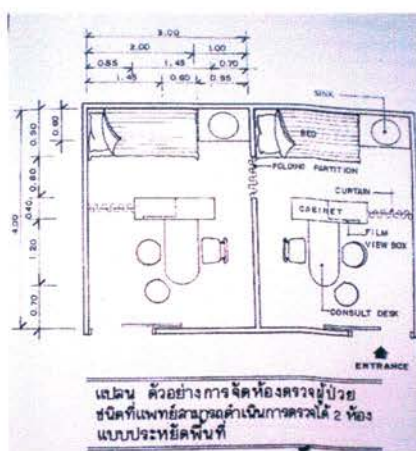 3.00
2.00 1.00
0.85 1.45 0.70
1.45 0.60 0.95
SINK
0.90 0.60
BED
FOLDING PARTITION
0.80
CURTAIN
4.00
0.40
CABINET
FILM
VIEW BOX
1.20
CONSULT DESK
0.70
ENTRANCE
แปลน ตัวอย่างการจัดห้องตรวจผู้ป่วย
ชนิดที่แพทย์สามารถดำเนินการตรวจได้ 2 ห้อง
แบบประหยัดพื้นที่